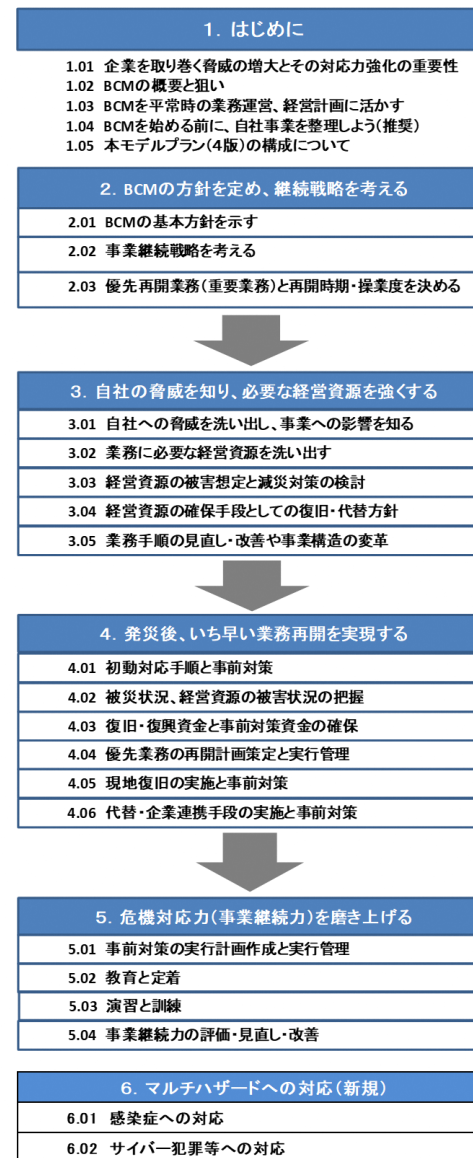 1. はじめに
1.01 企業を取り巻く脅威の増大とその対応力強化の重要性
1.02 BCMの概要と狙い
1.03 BCMを平常時の業務運営、経営計画に活かす
1.04 BCMを始める前に、自社事業を整理しよう(推奨)
1.05 本モデルプラン(4版)の構成について
2. BCMの方針を定め、継続戦略を考える
2.01 BCMの基本方針を示す
2.02 事業継続戦略を考える
2.03 優先再開業務(重要業務)と再開時期・操業度を決める
3. 自社の脅威を知り、必要な経営資源を強くする
3.01 自社への脅威を洗い出し、事業への影響を知る
3.02 業務に必要な経営資源を洗い出す
3.03 経営資源の被害想定と減災対策の検討
3.04 経営資源の確保手段としての復旧・代替方針
3.05 業務手順の見直し・改善や事業構造の変革
4. 発災後、いち早い業務再開を実現する
4.01 初動対応手順と事前対策
4.02 被災状況、経営資源の被害状況の把握
4.03 復旧・復興資金と事前対策資金の確保
4.04 優先業務の再開計画策定と実行管理
4.05 現地復旧の実施と事前対策
4.06 代替・企業連携手段の実施と事前対策
5. 危機対応力(事業継続力)を磨き上げる
5.01 事前対策の実行計画作成と実行管理
5.02 教育と定着
5.03 演習と訓練
5.04 事業継続力の評価・見直し・改善
6. マルチハザードへの対応(新規)
6.01 感染症への対応
6.02 サイバー犯罪等への対応